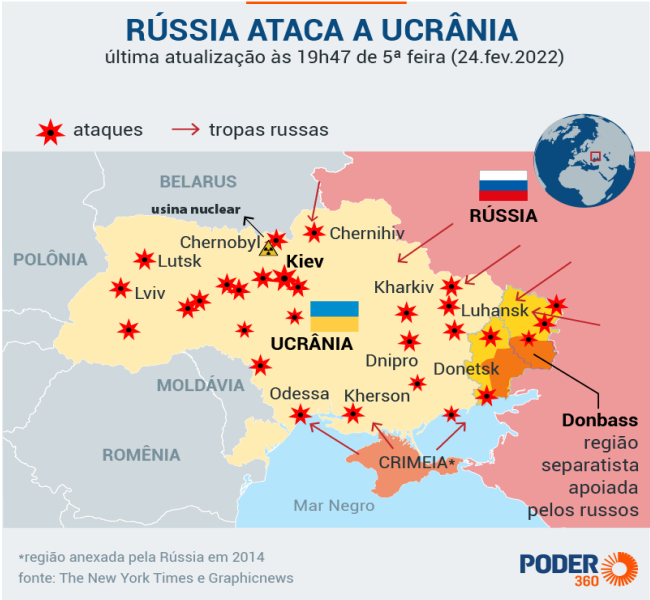 RÚSSIA ATACA A UCRÂNIA
última atualização às 19h47 de 5ª feira (24.fev.2022)
ataques
tropas russas
BELARUS
RÚSSIA
usina nuclear
Chernobyl
Chernihiv
POLÔNIA
Lutsk
Kiev
Lviv
Kharkiv
Luhansk
UCRÂNIA
Dnipro
Donetsk
MOLDÁVIA
Odessa
Kherson
Donbass
região
separatista
apoiada
pelos russos
ROMÊNIA
CRIMEIA*
Mar Negro
*região anexada pela Rússia em 2014
fonte: The New York Times e Graphicnews
PODER
360